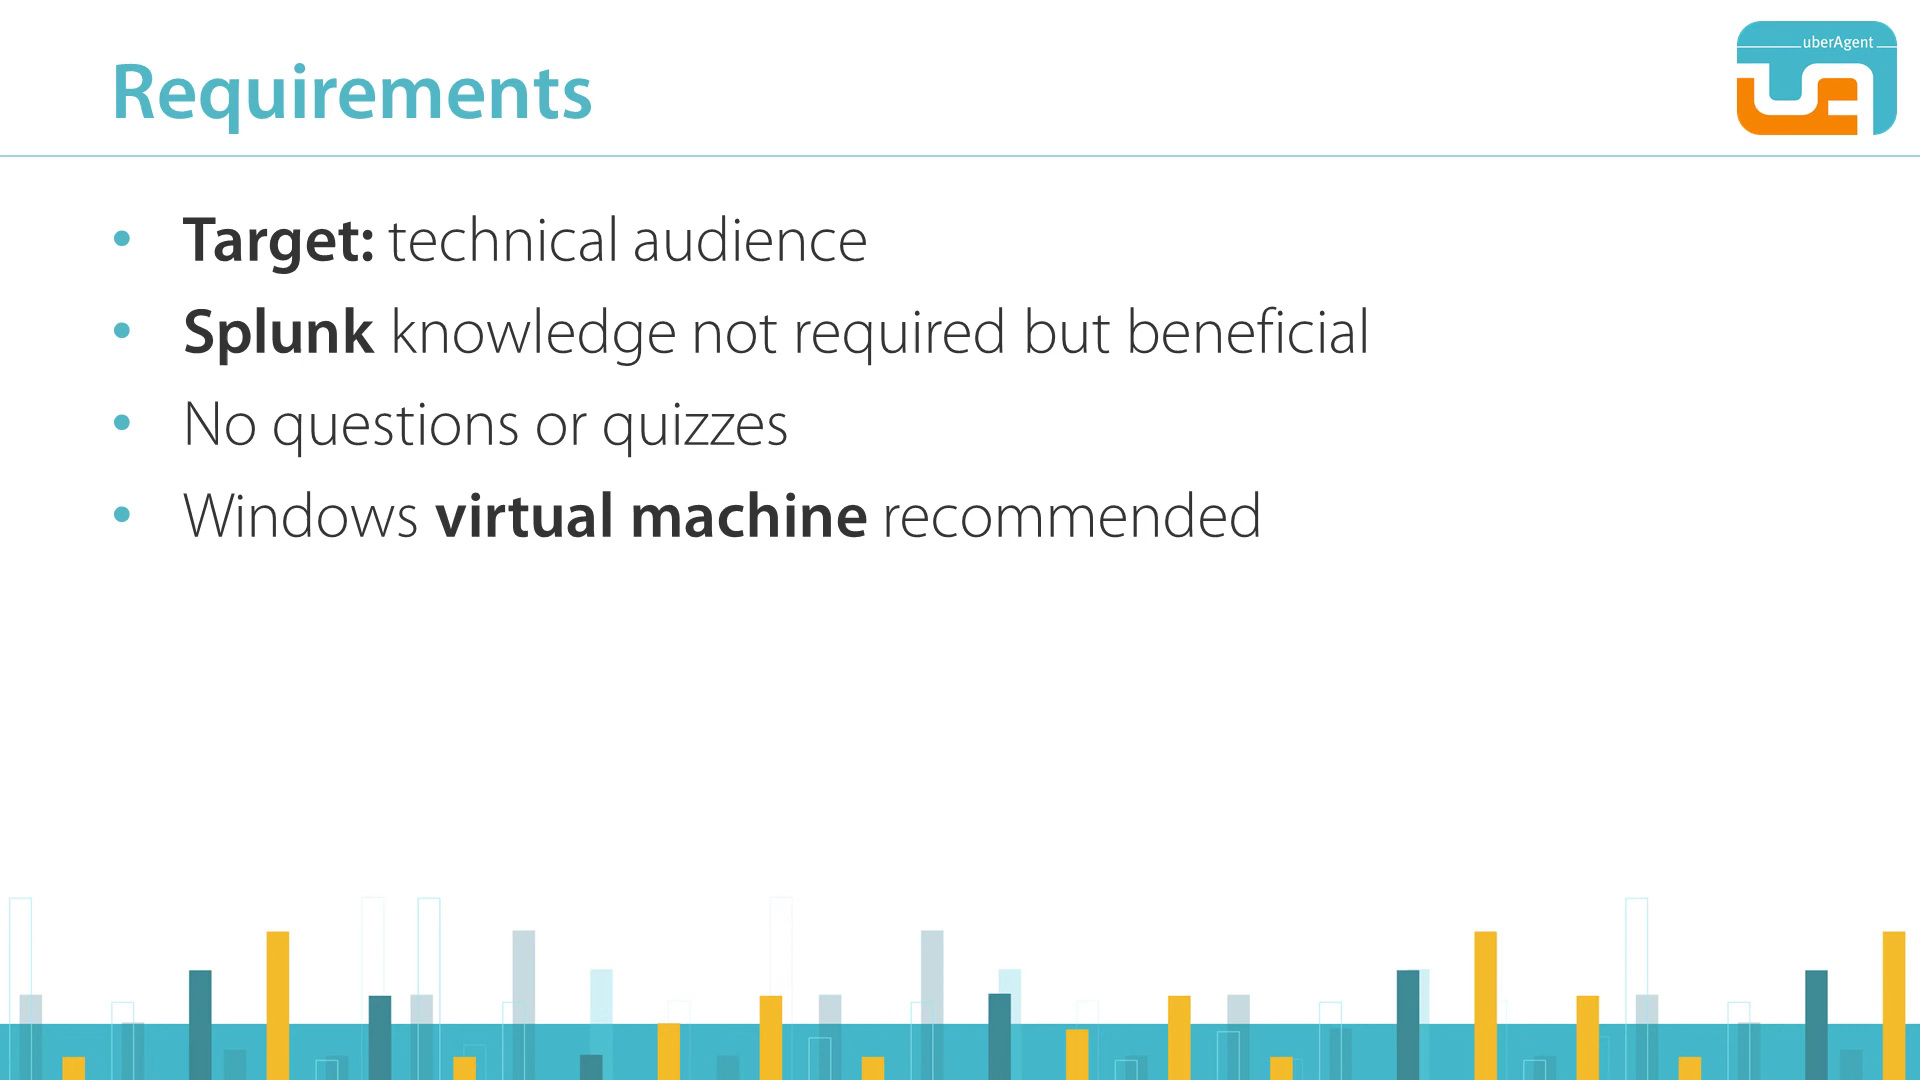 uberAgent
Requirements
• Target: technical audience
• Splunk knowledge not required but beneficial
• No questions or quizzes
• Windows virtual machine recommended